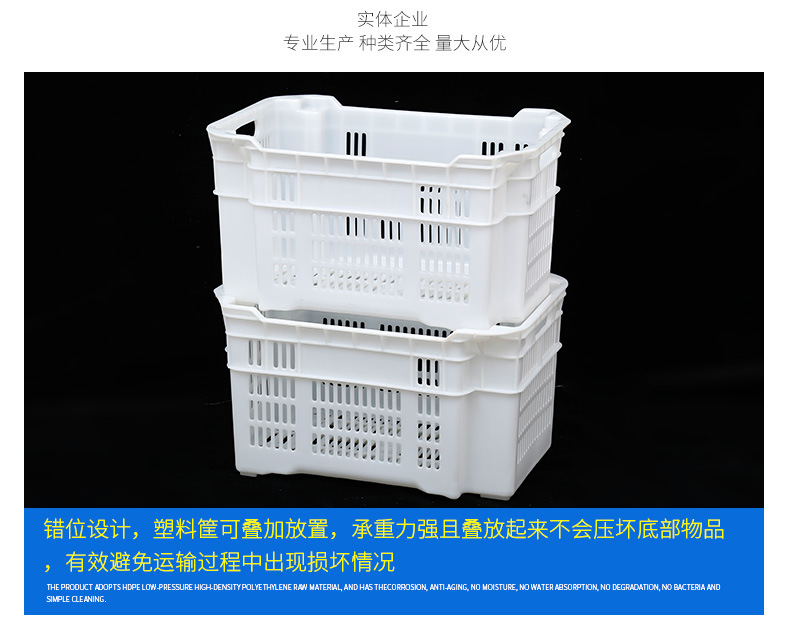 实体企业
专业生产 种类齐全 量大从优
错位设计，塑料筐可叠加放置，承重力强且叠放起来不会压坏底部物品
，有效避免运输过程中出现损坏情况
THE PRODUCT ADOPTS HDPE LOW-PRESSURE HIGH-DENSITY POLYETHYLENE RAW MATERIAL, AND HAS THECORROSION, ANTI-AGING, NO MOISTURE, NO WATER ABSORPTION, NO DEGRADATION, NO BACTERIA AND
SIMPLE CLEANING.